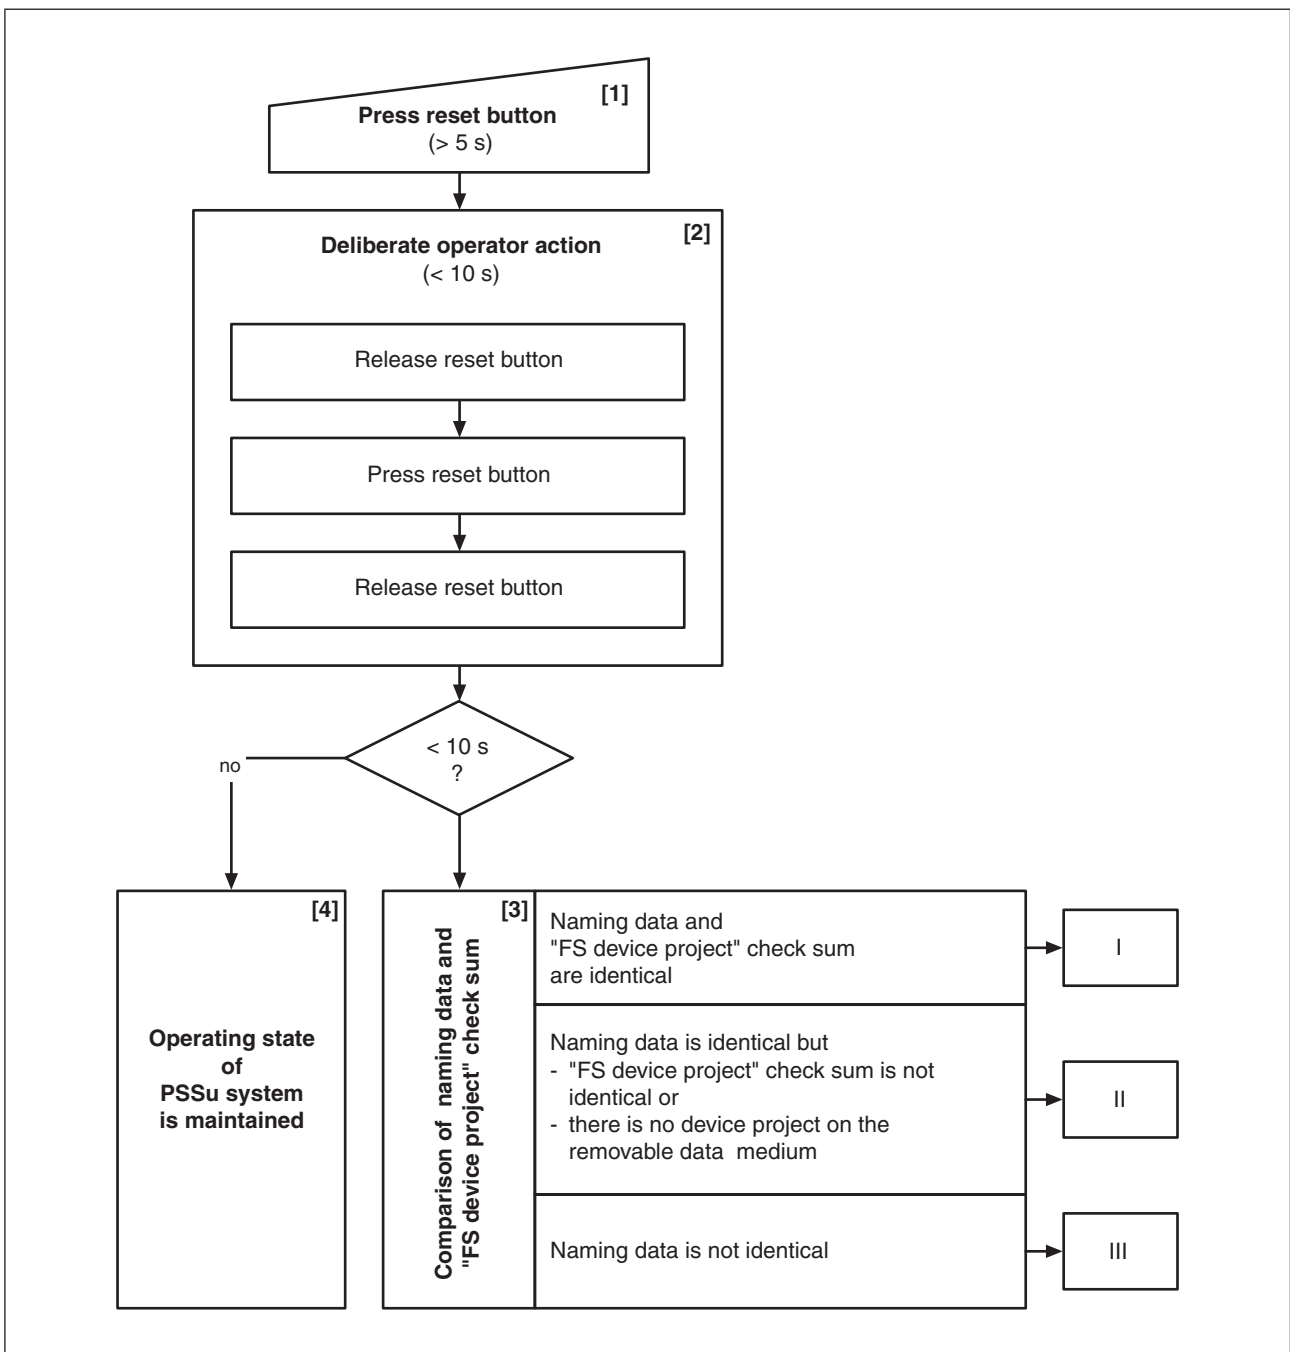 [1]
Press reset button
(> 5 s)
[2]
Deliberate operator action
(< 10 s)
Release reset button
Press reset button
Release reset button
< 10 s
?
no
[4]
Operating state
of
PSSu system
is maintained
[3]
Comparison of naming data and
"FS device project" check sum
Naming data and
"FS device project" check sum
are identical
I
Naming data is identical but
- "FS device project" check sum is not
identical or
- there is no device project on the
removable data medium
II
Naming data is not identical
III